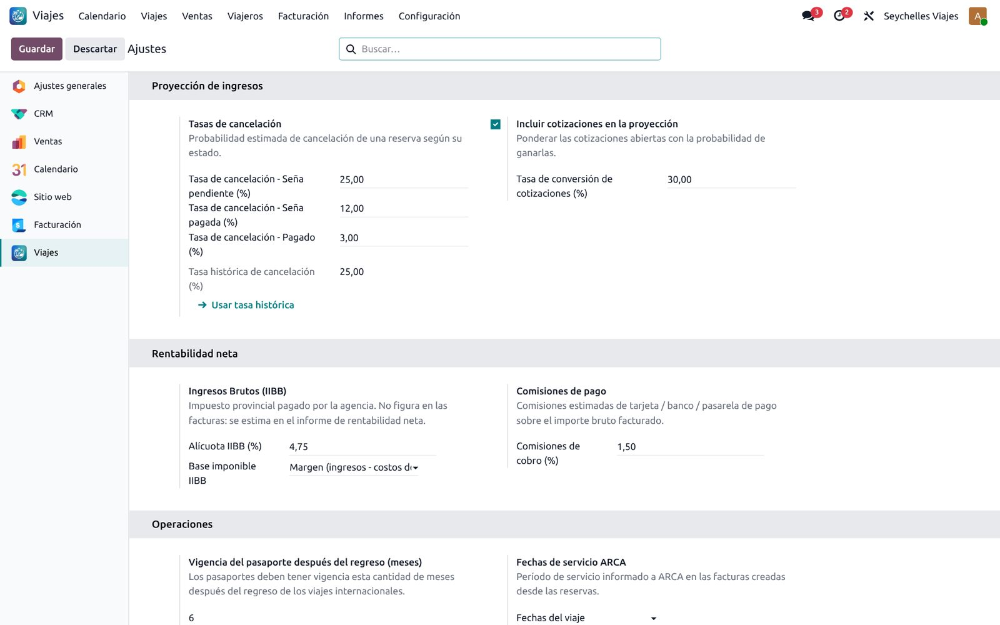 Viajes Calendario Viajes Ventas Viajeros Facturación Informes Configuración 3 2 Seychelles Viajes A
Guardar Descartar Ajustes Buscar...
Ajustes generales
CRM
Ventas
31 Calendario
Sitio web
$ Facturación
Viajes
Proyección de ingresos
Tasas de cancelación
Probabilidad estimada de cancelación de una reserva según su
estado.
Tasa de cancelación - Seña
pendiente (%)
25,00
Tasa de cancelación - Seña
pagada (%)
12,00
Tasa de cancelación - Pagado
(%)
3,00
Tasa histórica de cancelación
(%)
25,00
Usar tasa histórica
Incluir cotizaciones en la proyección
Ponderar las cotizaciones abiertas con la probabilidad de
ganarlas.
Tasa de conversión de
cotizaciones (%)
30,00
Rentabilidad neta
Ingresos Brutos (IIBB)
Impuesto provincial pagado por la agencia. No figura en las
facturas: se estima en el informe de rentabilidad neta.
Alícuota IIBB (%)
4,75
Base imponible
IIBB
Margen (ingresos - costos d
Comisiones de pago
Comisiones estimadas de tarjeta / banco / pasarela de pago
sobre el importe bruto facturado.
Comisiones de
cobro (%)
1,50
Operaciones
Vigencia del pasaporte después del regreso (meses)
Los pasaportes deben tener vigencia esta cantidad de meses
después del regreso de los viajes internacionales.
6
Fechas de servicio ARCA
Período de servicio informado a ARCA en las facturas creadas
desde las reservas.
Fechas del viaje